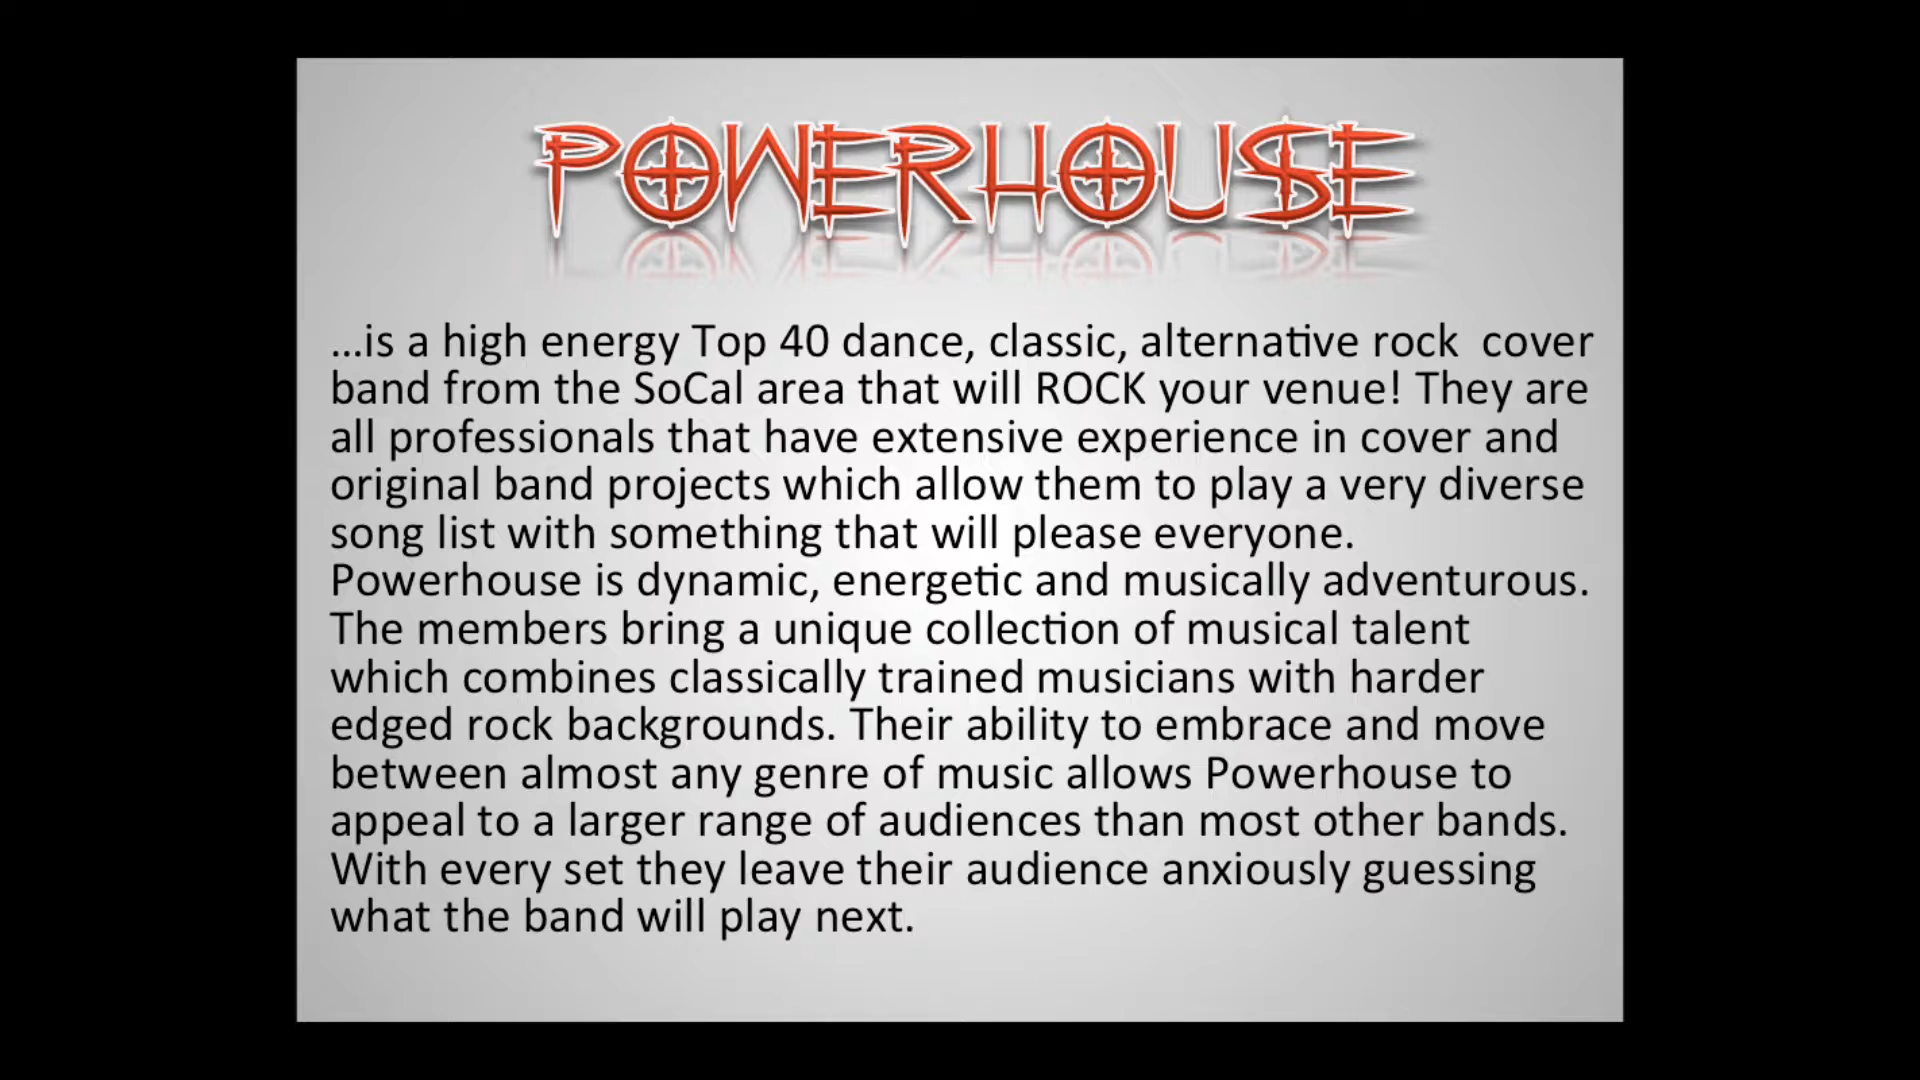 POWERHOUSE
...is a high energy Top 40 dance, classic, alternative rock  cover
band from the SoCal area that will ROCK your venue! They are
all professionals that have extensive experience in cover and
original band projects which allow them to play a very diverse
song list with something that will please everyone.
Powerhouse is dynamic, energetic and musically adventurous.
The members bring a unique collection of musical talent
which combines classically trained musicians with harder
edged rock backgrounds. Their ability to embrace and move
between almost any genre of music allows Powerhouse to
appeal to a larger range of audiences than most other bands.
With every set they leave their audience anxiously guessing
what the band will play next.